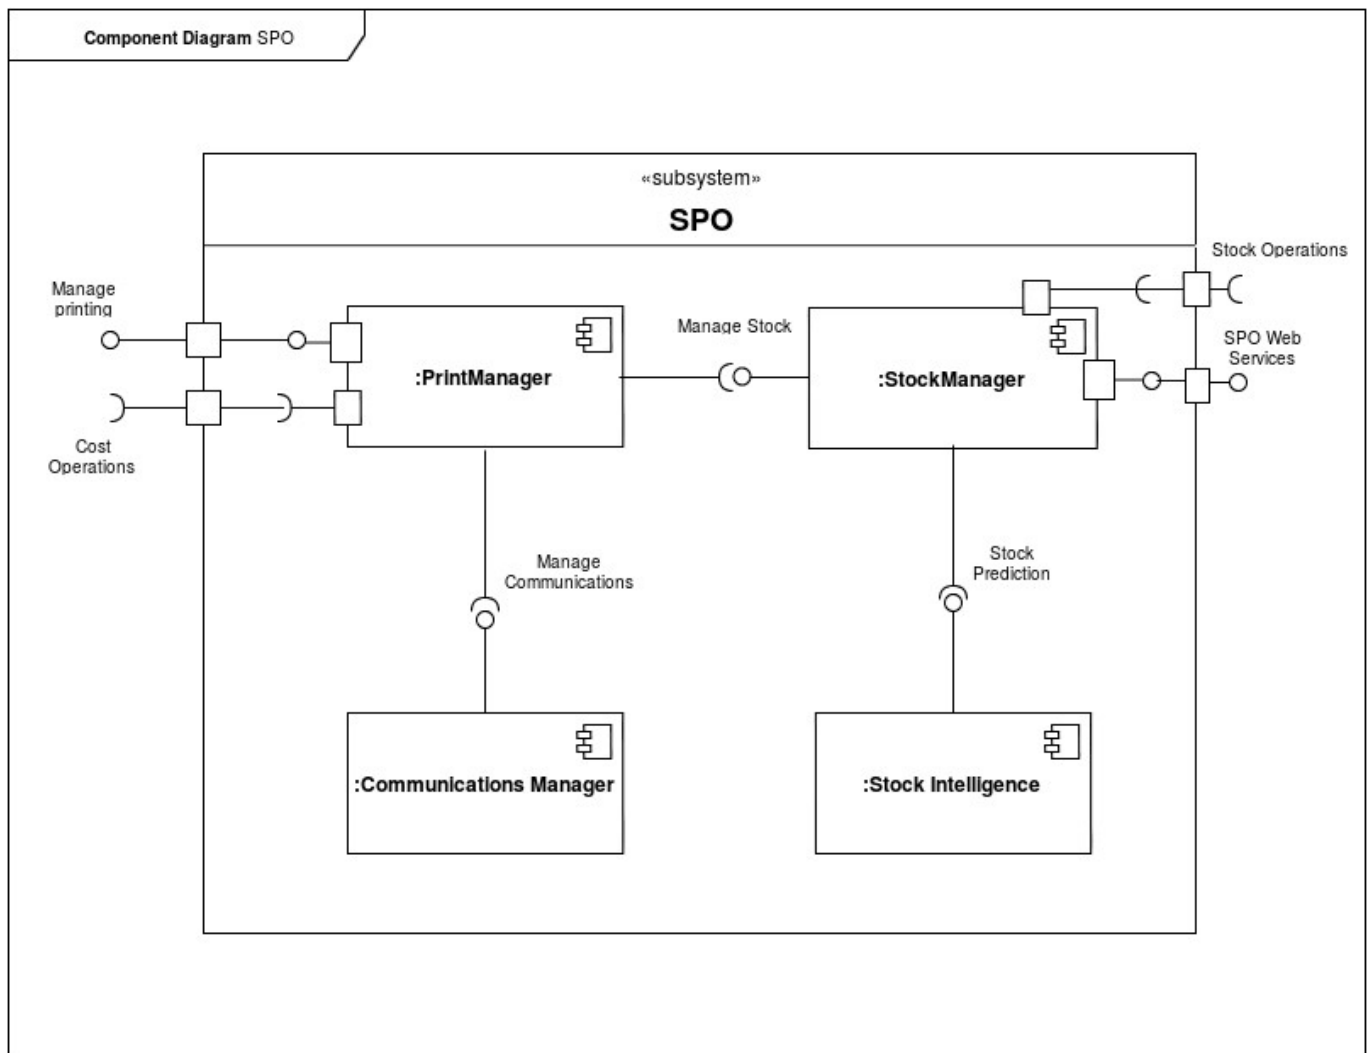 Component Diagram SPO
«subsystem»
SPO
Stock Operations
Manage
printing
Manage Stock
SPO Web
Services
:PrintManager
:StockManager
Cost
Operations
Manage
Communications
Stock
Prediction
:Communications Manager
:Stock Intelligence